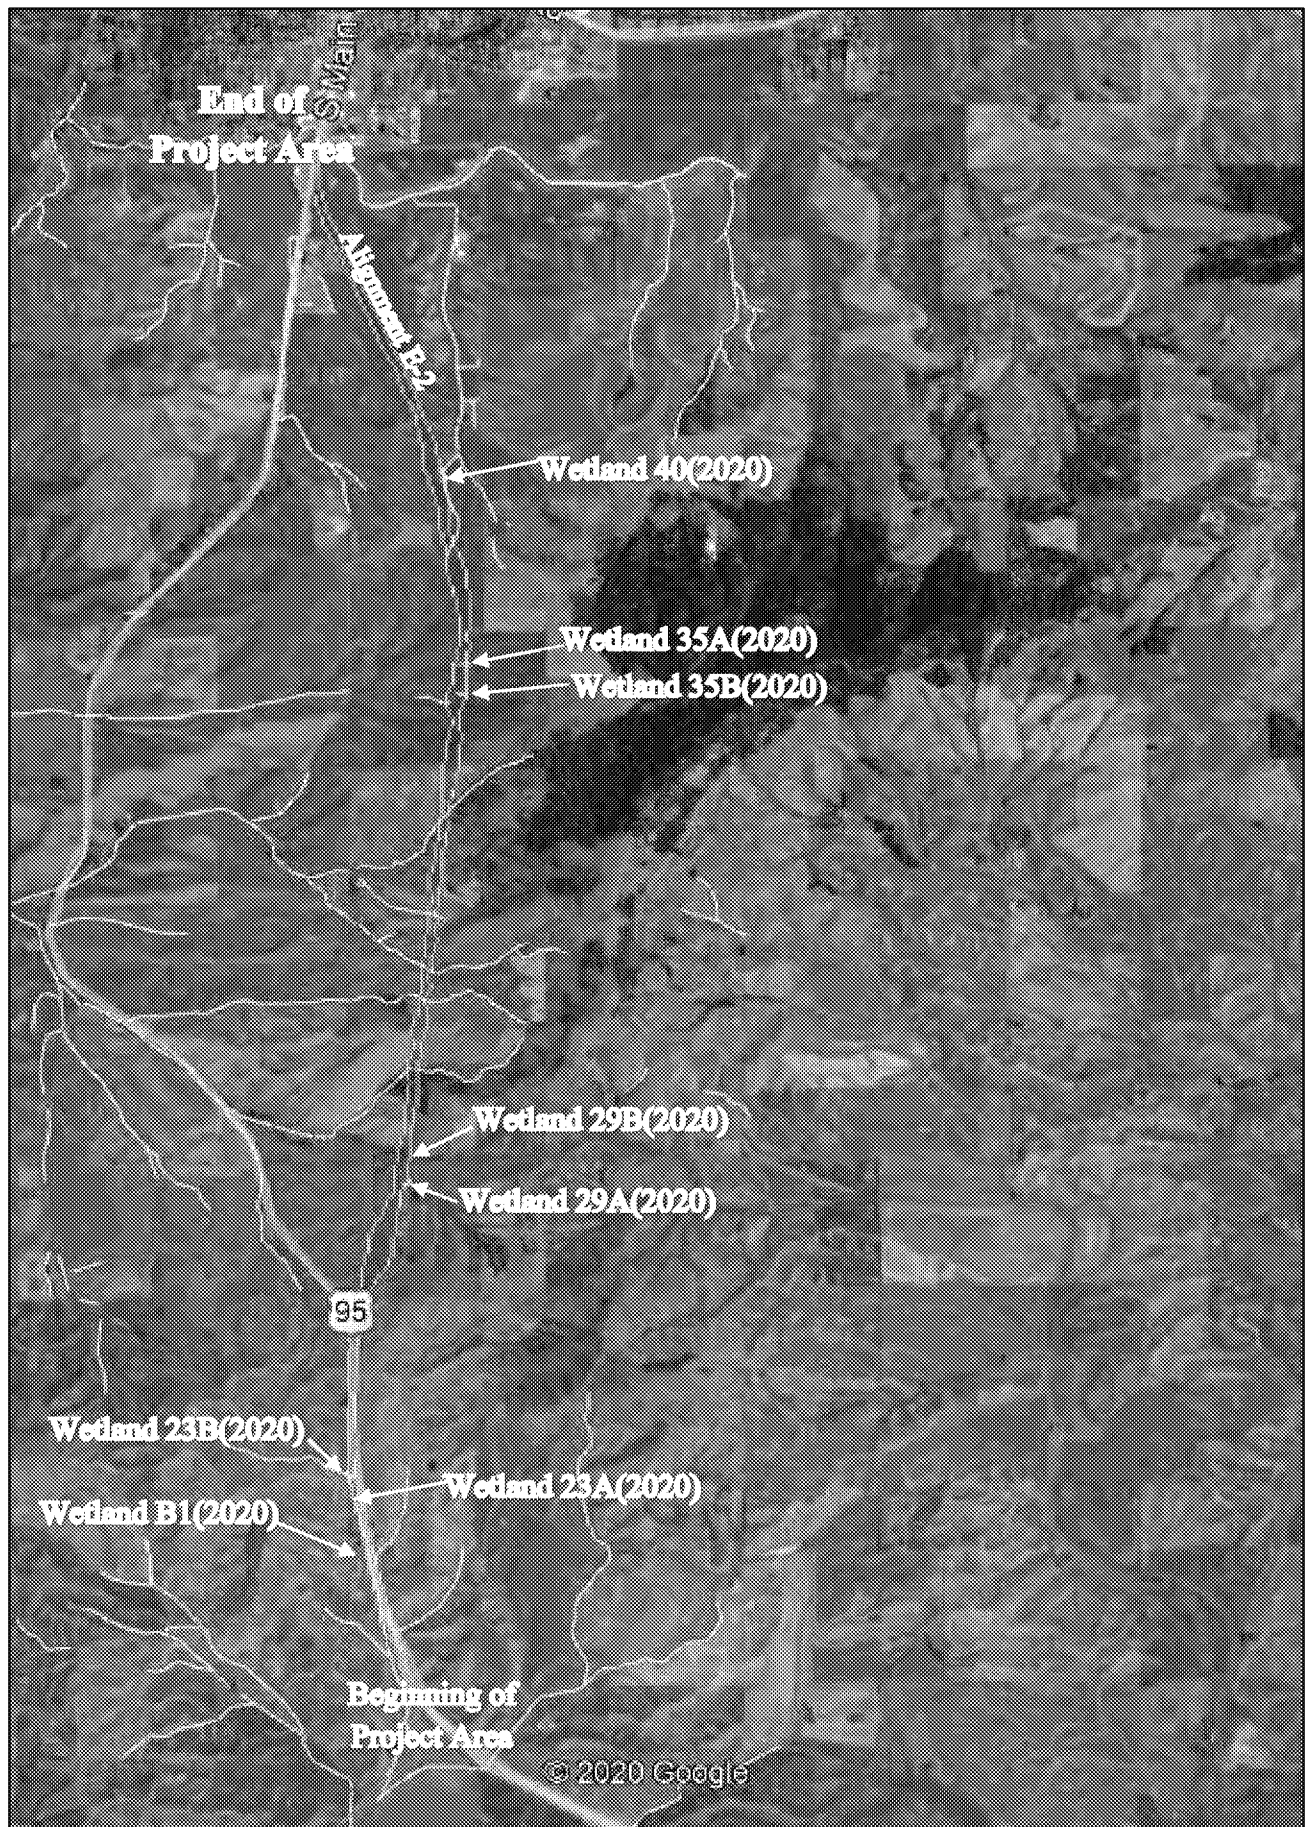 S Main
End of
Project Area
Alignment E-2
Wetland 40(2020)
Wetland 35A(2020)
Wetland 35B(2020)
Wetland 29B(2020)
Wetland 29A(2020)
95
Wetland 23B(2020)
Wetland 23A(2020)
Wetland B1(2020)
Beginning of
Project Area
© 2020 Google